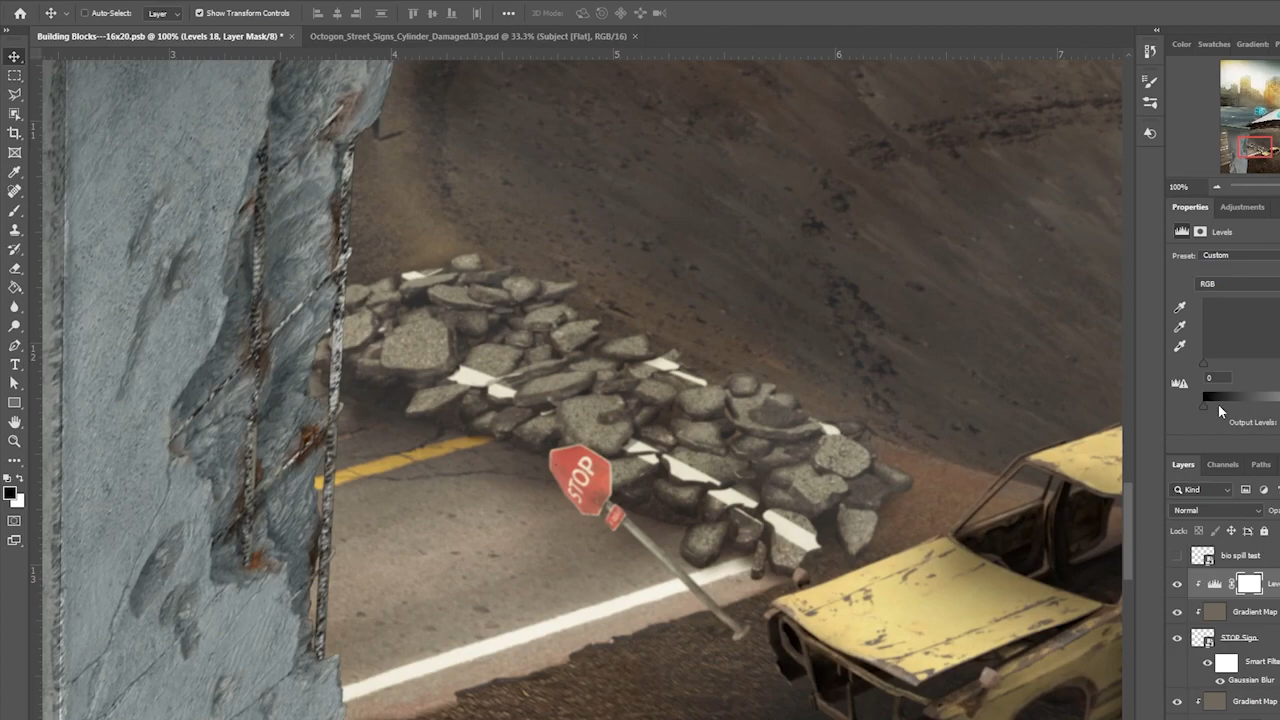 Auto-Select:
Layer
Show Transform Controls
3D Mode:
Building Blocks---16x20.psb @ 100% (Levels 18, Layer Mask/8) *
Octogon_Street_Signs_Cylinder_Damaged.I03.psd @ 33.3% (Subject [Flat], RGB/16)
3
4
5
6
7
11
12
13
STOP
Color
Swatches
Gradient:
100%
Properties
Adjustments
Levels
Preset:
Custom
RGB
0
Output Levels:
Layers
Channels
Paths
Kind
Normal
Lock:
bio spill test
Gradient Map
STOP Sign
Gaussian Blur
Gradient Map